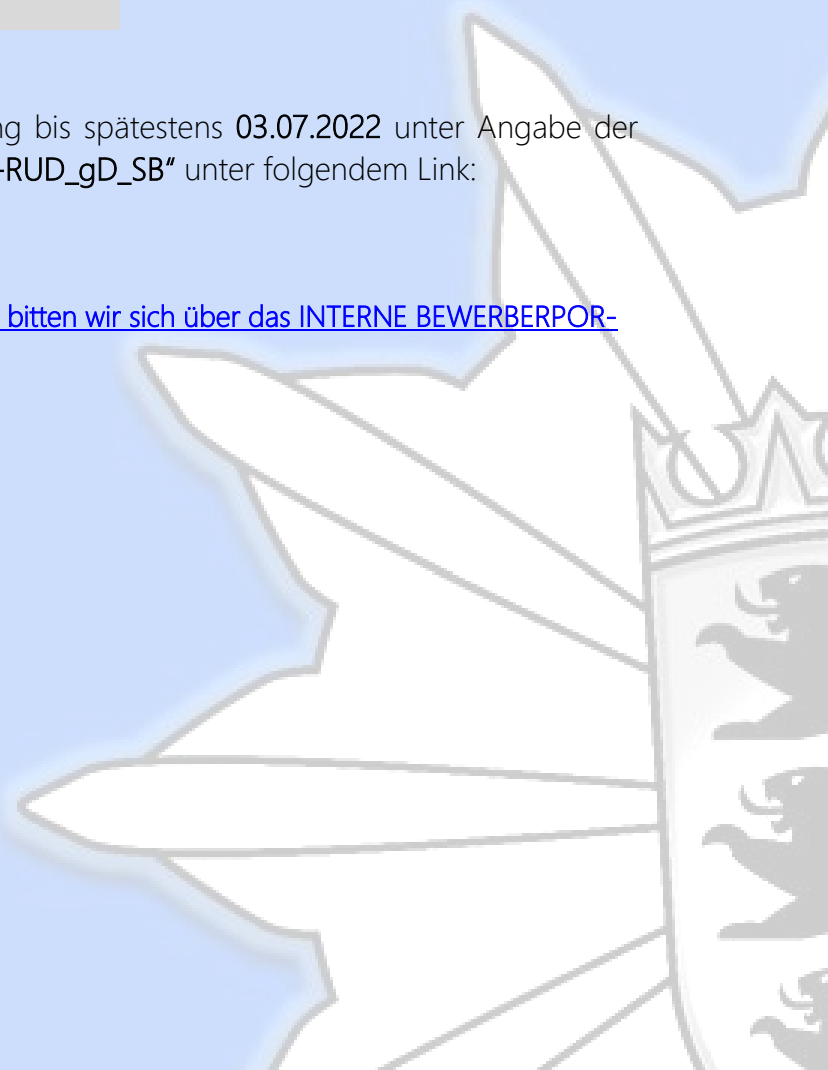 ng bis spätestens 03.07.2022 unter Angabe der
-RUD_gD_SB“ unter folgendem Link:
bitten wir sich über das INTERNE BEWERBERPOR-